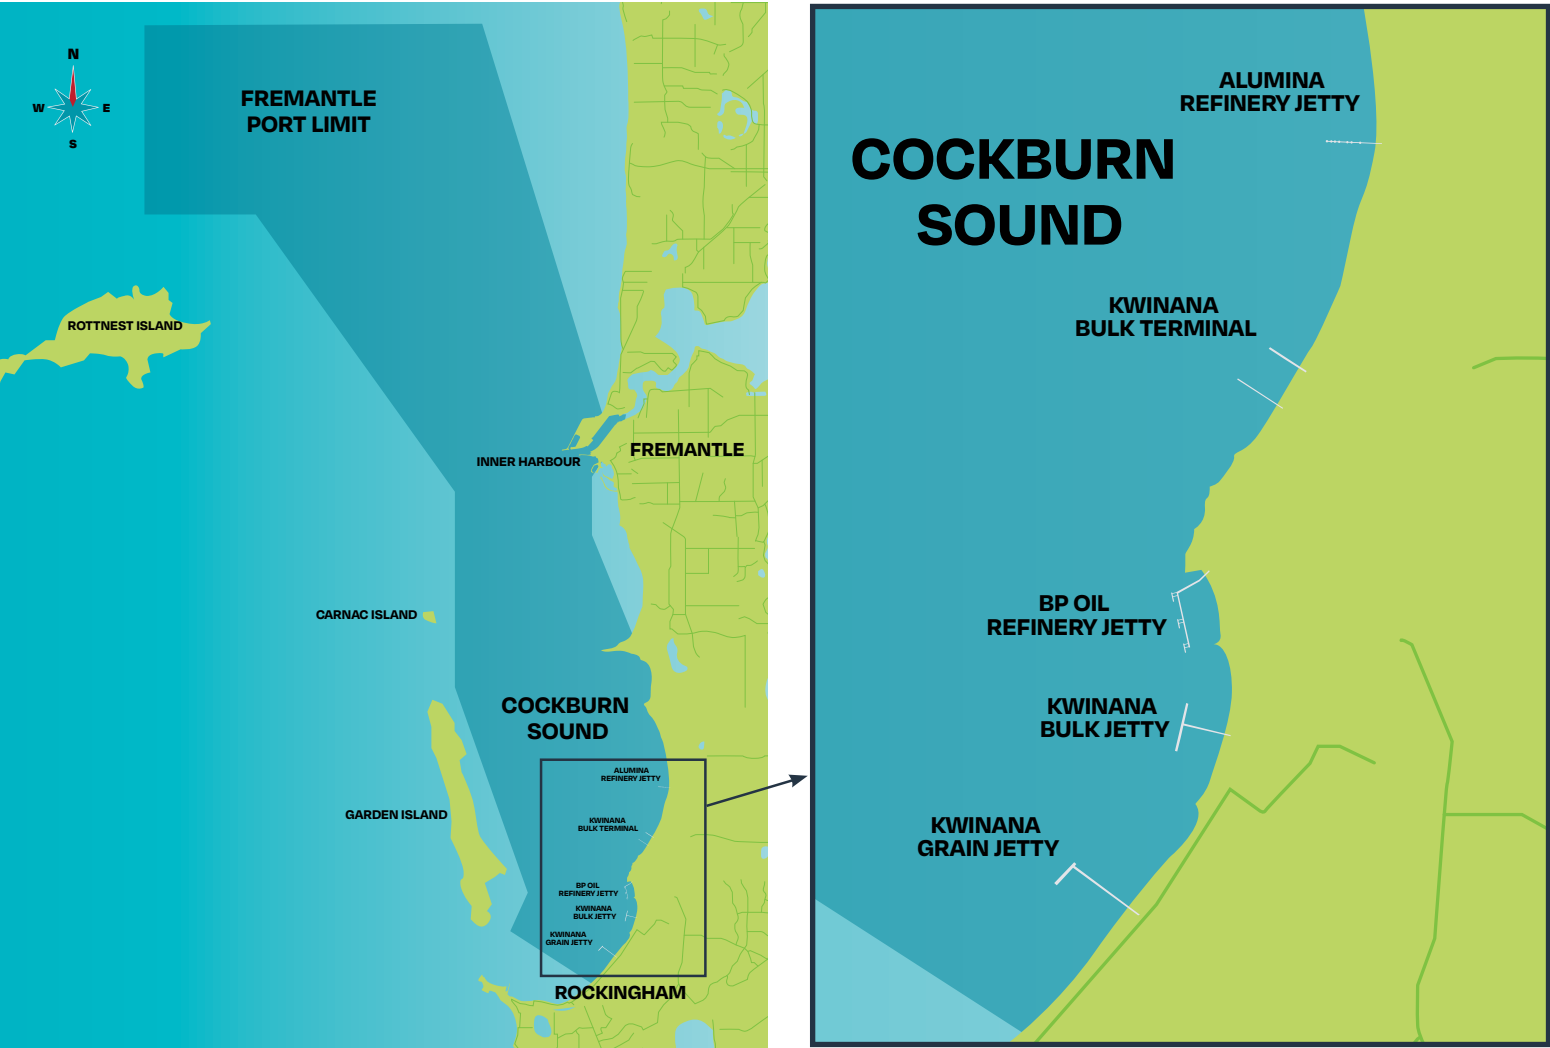 N
W
E
S
FREMANTLE
PORT LIMIT
ROTTNEST ISLAND
INNER HARBOUR
FREMANTLE
CARNAC ISLAND
COCKBURN
SOUND
GARDEN ISLAND
ALUMINA
REFINERY JETTY
KWINANA
BULK TERMINAL
BP OIL
REFINERY JETTY
KWINANA
BULK JETTY
KWINANA
GRAIN JETTY
ROCKINGHAM
ALUMINA
REFINERY JETTY
COCKBURN
SOUND
KWINANA
BULK TERMINAL
BP OIL
REFINERY JETTY
KWINANA
BULK JETTY
KWINANA
GRAIN JETTY